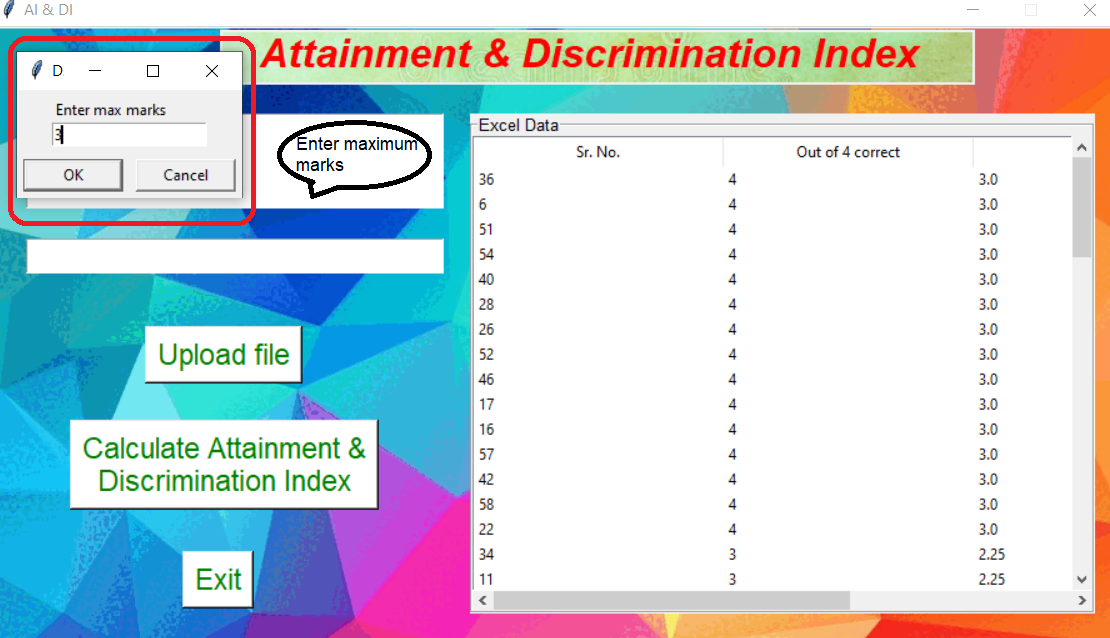 AI & DI
Attainment & Discrimination Index
D
Enter max marks
3
OK Cancel
Enter maximum
marks
Upload file
Calculate Attainment &
Discrimination Index
Exit
Excel Data
Sr. No. Out of 4 correct
36 4 3.0
6 4 3.0
51 4 3.0
54 4 3.0
40 4 3.0
28 4 3.0
26 4 3.0
52 4 3.0
46 4 3.0
17 4 3.0
16 4 3.0
57 4 3.0
42 4 3.0
58 4 3.0
22 4 3.0
34 3 2.25
11 3 2.25